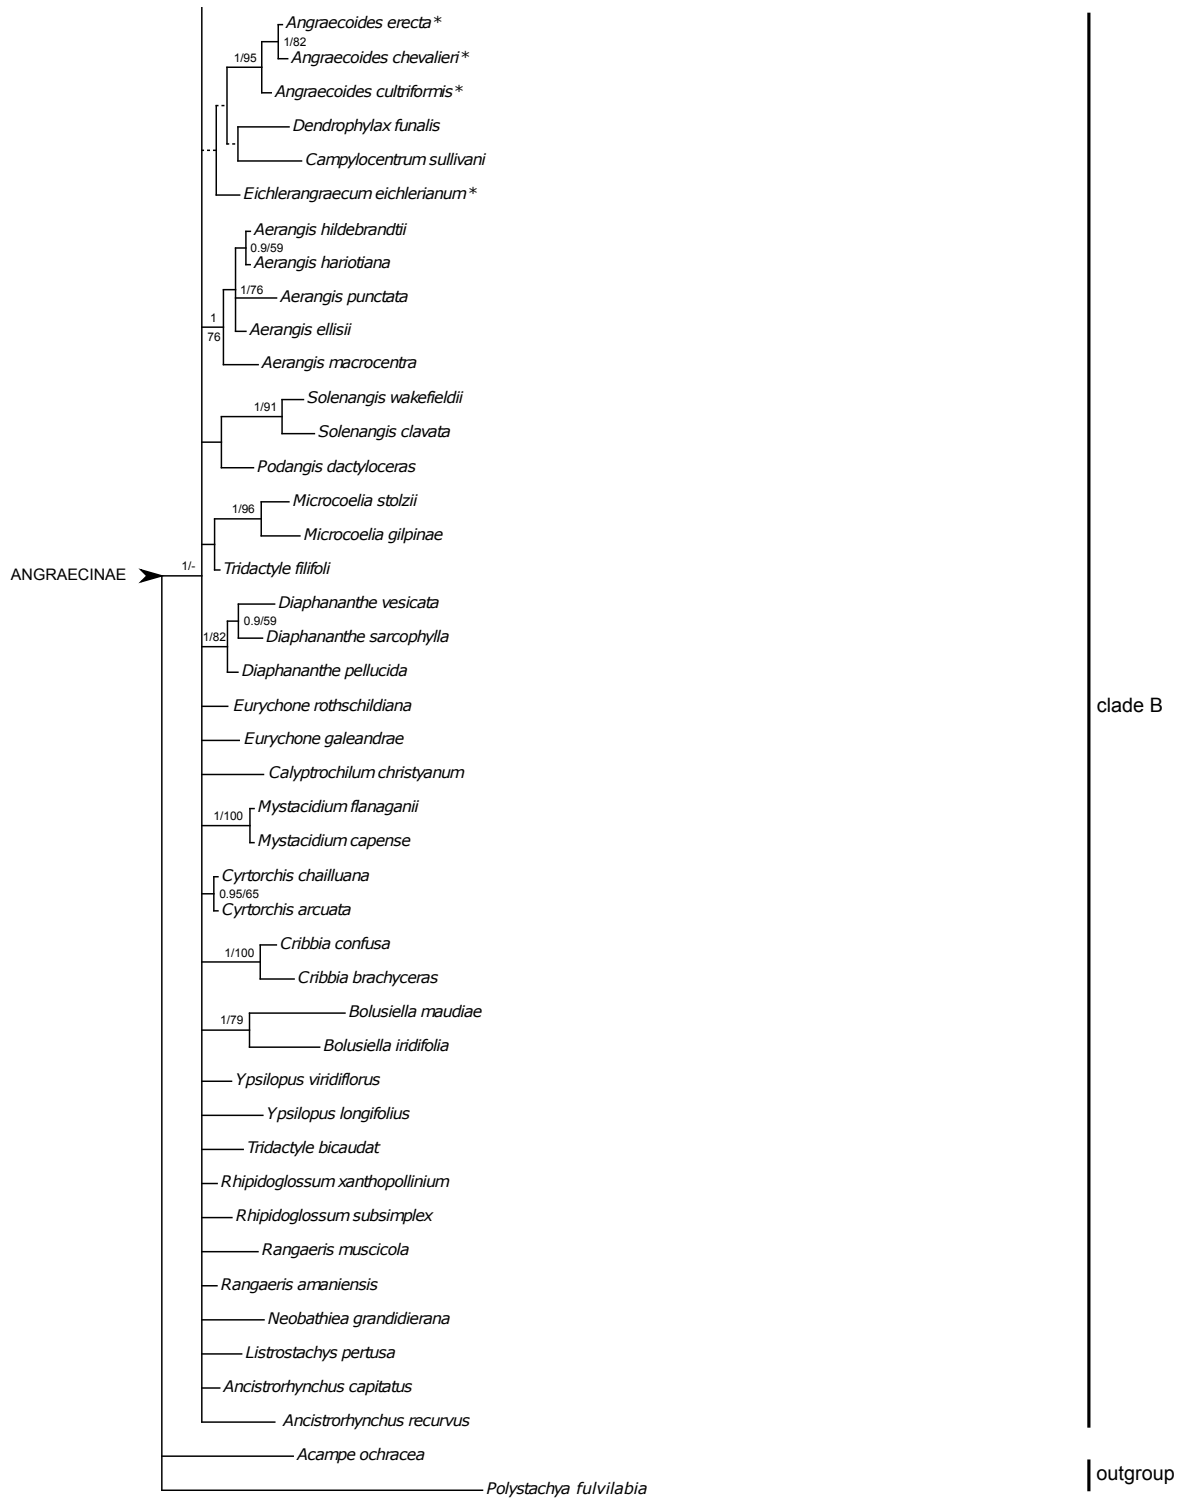 Angraecoides erecta*
1/82
1/95
Angraecoides chevalieri*
Angraecoides cultriformis*
Dendrophylax funalis
Campylocentrum sullivani
Eichlerangraecum eichlerianum*
Aerangis hildebrandtii
0.9/59
Aerangis hariotiana
1/76
Aerangis punctata
1
76
Aerangis ellisii
Aerangis macrocentra
Solenangis wakefieldii
1/91
Solenangis clavata
Podangis dactyloceras
Microcoelia stolzii
1/96
Microcoelia gilpinae
Tridactyle filifoli
1/-
ANGRAECINAE
Diaphananthe vesicata
0.9/59
1/82
Diaphananthe sarcophylla
Diaphananthe pellucida
Eurychone rothschildiana
clade B
Eurychone galeandrae
Calyptrochilum christyanum
Mystacidium flanaganii
1/100
Mystacidium capense
Cyrtorchis chailluana
0.95/65
Cyrtorchis arcuata
Cribbia confusa
1/100
Cribbia brachyceras
Bolusiella maudiae
1/79
Bolusiella iridifolia
Ypsilopus viridiflorus
Ypsilopus longifolius
Tridactyle bicaudat
Rhipidoglossum xanthopollinium
Rhipidoglossum subsimplex
Rangaeris muscicola
Rangaeris amaniensis
Neobathiea grandidierana
Listrostachys pertusa
Ancistrorhynchus capitatus
Ancistrorhynchus recurvus
Acampe ochracea
outgroup
Polystachya fulvilabia